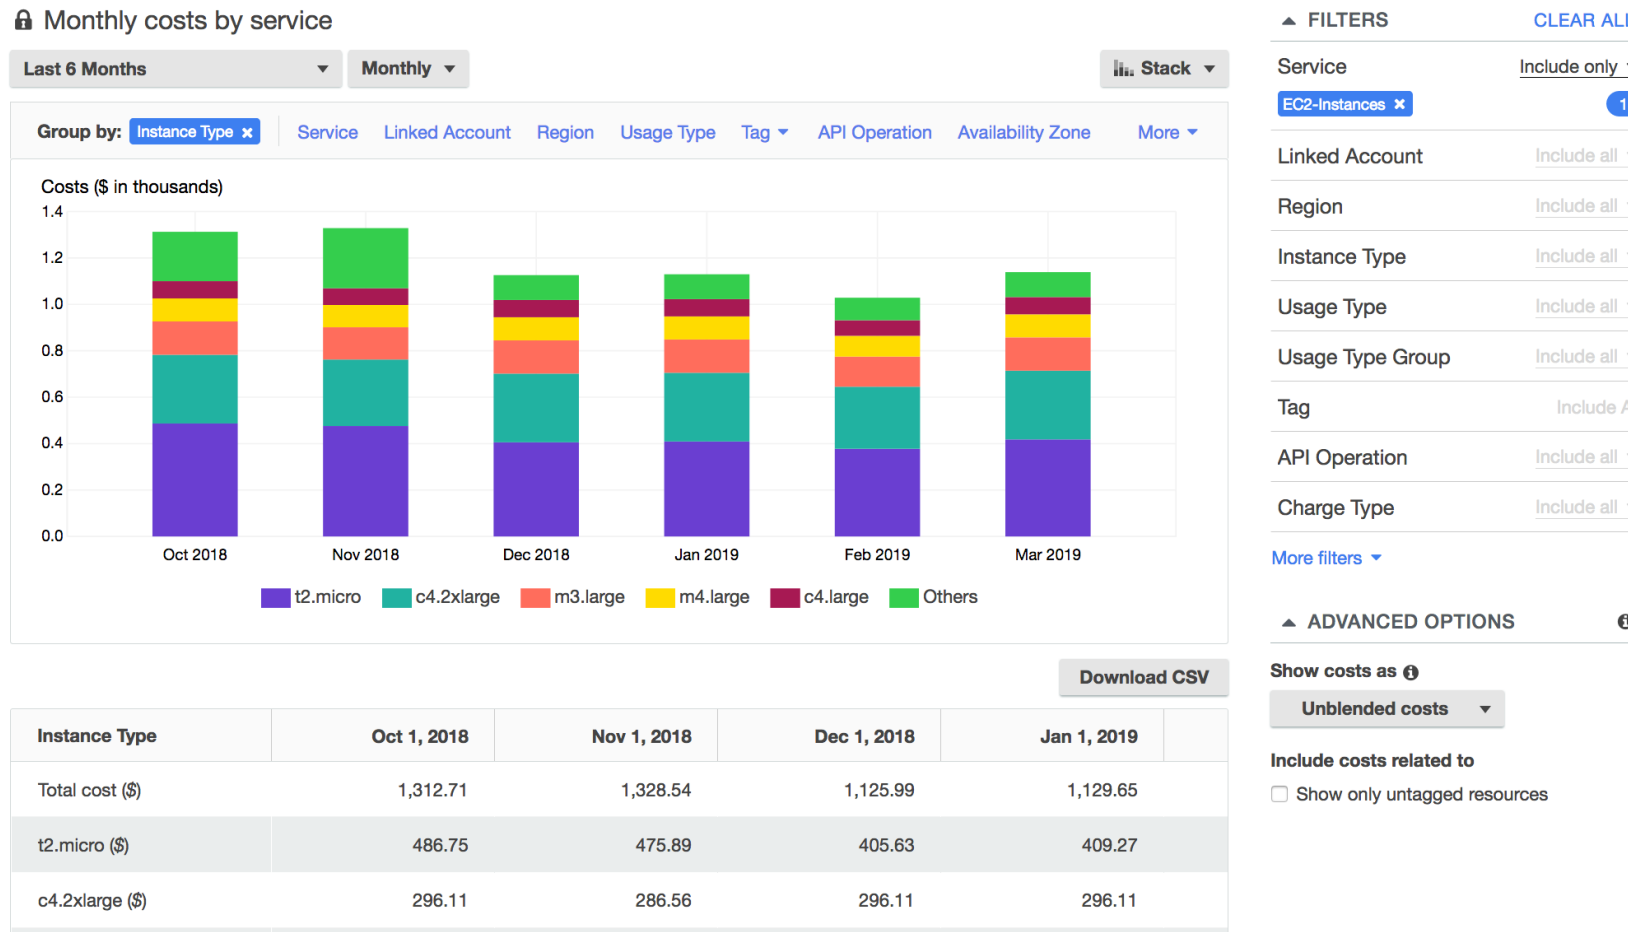 Monthly costs by service
Last 6 Months
Monthly
Stack
Group by: Instance Type × Service Linked Account Region Usage Type Tag API Operation Availability Zone More
Costs ($ in thousands)
1.4
1.2
1.0
0.8
0.6
0.4
0.2
0.0
Oct 2018 Nov 2018 Dec 2018 Jan 2019 Feb 2019 Mar 2019
t2.micro c4.2xlarge m3.large m4.large c4.large Others
Download CSV
Instance Type Oct 1, 2018 Nov 1, 2018 Dec 1, 2018 Jan 1, 2019
Total cost ($) 1,312.71 1,328.54 1,125.99 1,129.65
t2.micro ($) 486.75 475.89 405.63 409.27
c4.2xlarge ($) 296.11 286.56 296.11 296.11
FILTERS CLEAR ALL
Service Include only
EC2-Instances × 1
Linked Account Include all
Region Include all
Instance Type Include all
Usage Type Include all
Usage Type Group Include all
Tag Include
API Operation Include all
Charge Type Include all
More filters
ADVANCED OPTIONS
Show costs as
Unblended costs
Include costs related to
Show only untagged resources